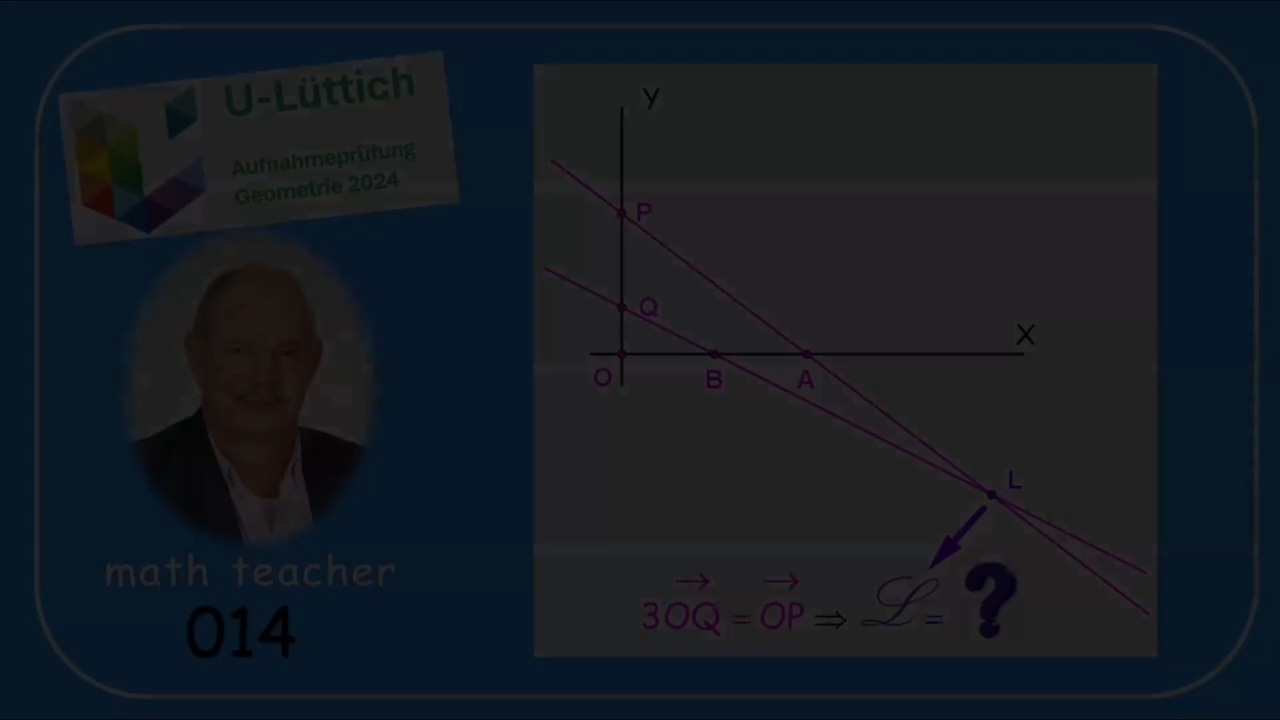 U-Lüttich
Aufnahmeprüfung
Geometrie 2024
math teacher
014
Y
P
Q
X
O
B
A
L
3OQ = OP ⇒ ℒ = ?